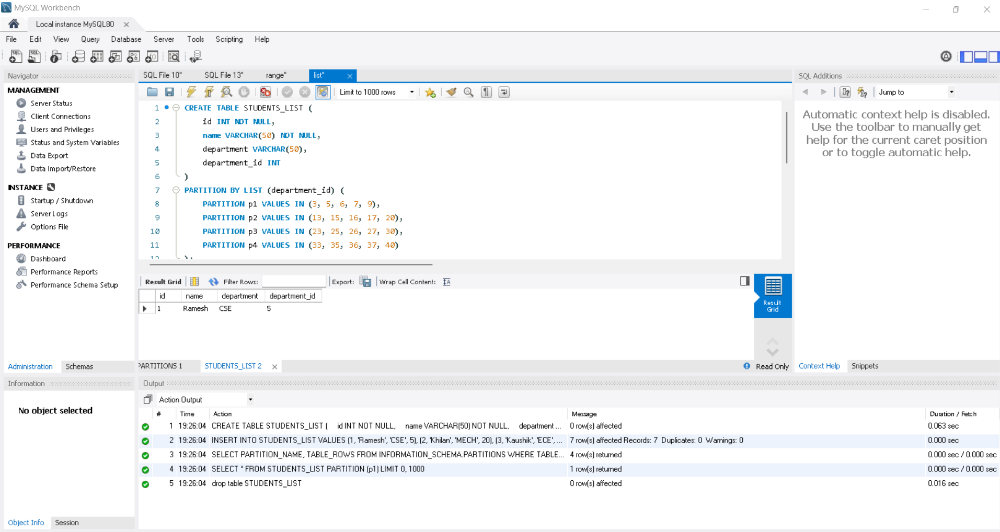 MySQL Workbench
Local instance MySQL80
File Edit View Query Database Server Tools Scripting Help
Navigator
MANAGEMENT
Server Status
Client Connections
Users and Privileges
Status and System Variables
Data Export
Data Import/Restore
INSTANCE
Startup / Shutdown
Server Logs
Options File
PERFORMANCE
Dashboard
Performance Reports
Performance Schema Setup
Administration Schemas
Information
No object selected
Object Info Session
SQL File 10* SQL File 13* range* list*
Limit to 1000 rows
1 CREATE TABLE STUDENTS_LIST (
2 id INT NOT NULL,
3 name VARCHAR(50) NOT NULL,
4 department VARCHAR(50),
5 department_id INT
6 )
7 PARTITION BY LIST (department_id) (
8 PARTITION p1 VALUES IN (3, 5, 6, 7, 9),
9 PARTITION p2 VALUES IN (13, 15, 16, 17, 20),
10 PARTITION p3 VALUES IN (23, 25, 26, 27, 30),
11 PARTITION p4 VALUES IN (33, 35, 36, 37, 40)
12 );
Result Grid Filter Rows: Export: Wrap Cell Content:
id name department department_id
1 Ramesh CSE 5
Result
Grid
PARTITIONS 1 STUDENTS_LIST 2 Read Only
SQL Additions
Jump to
Automatic context help is disabled.
Use the toolbar to manually get
help for the current caret position
or to toggle automatic help.
Context Help Snippets
Output
Action Output
# Time Action Message Duration / Fetch
1 19:26:04 CREATE TABLE STUDENTS_LIST ( id INT NOT NULL, name VARCHAR(50) NOT NULL, department ... 0 row(s) affected 0.063 sec
2 19:26:04 INSERT INTO STUDENTS_LIST VALUES (1, 'Ramesh', 'CSE', 5), (2, 'Khilan', 'MECH', 20), (3, 'Kaushik', 'ECE', ... 7 row(s) affected Records: 7 Duplicates: 0 Warnings: 0 0.000 sec
3 19:26:04 SELECT PARTITION_NAME, TABLE_ROWS FROM INFORMATION_SCHEMA.PARTITIONS WHERE TABLE... 4 row(s) returned 0.000 sec / 0.000 sec
4 19:26:04 SELECT * FROM STUDENTS_LIST PARTITION (p1) LIMIT 0, 1000 1 row(s) returned 0.000 sec / 0.000 sec
5 19:26:04 drop table STUDENTS_LIST 0 row(s) affected 0.016 sec